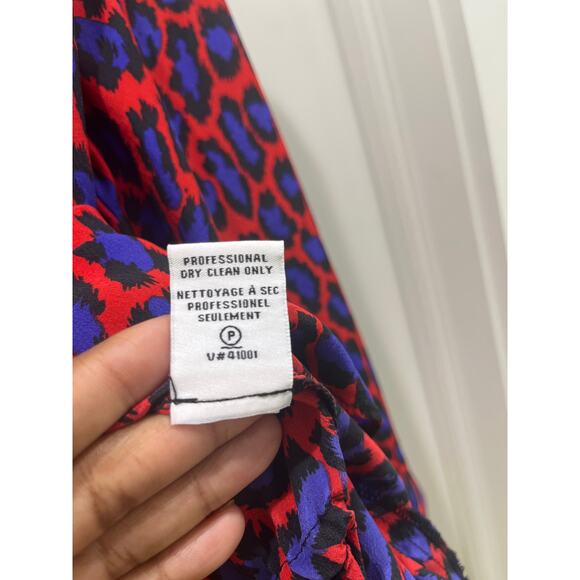 PROFESSIONAL
DRY CLEAN ONLY
NETTOYAGE À SEC
PROFESSIONEL
SEULEMENT
P
V#41001